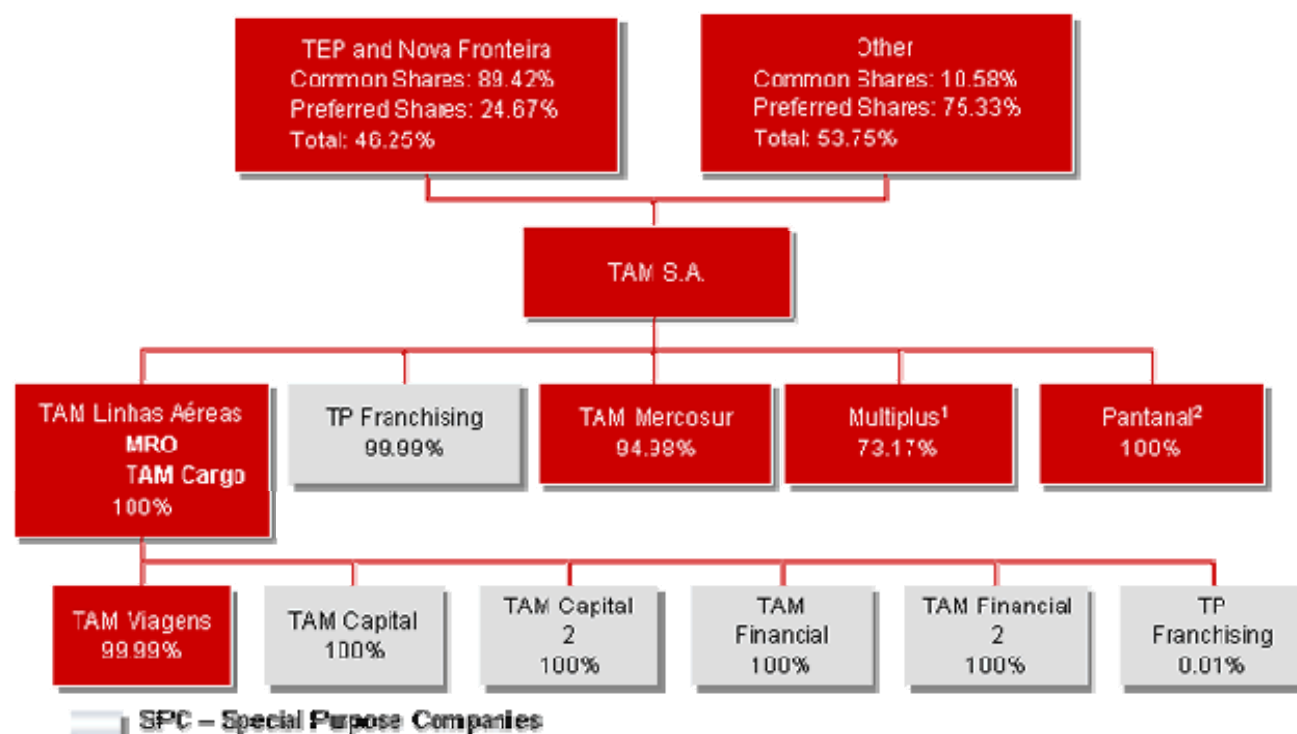 TEP and Nova Fronteira
Common Shares: 89.42%
Preferred Shares: 24.67%
Total: 46.25%
Other
Common Shares: 10.58%
Preferred Shares: 75.33%
Total: 53.75%
TAM S.A.
TAM Linhas Aéreas
MRO
TAM Cargo
100%
TP Franchising
99.99%
TAM Mercosur
94.98%
Multiplus¹
73.17%
Pantanal²
100%
TAM Viagens
99.99%
TAM Capital
100%
TAM Capital
2
100%
TAM
Financial
100%
TAM Financial
2
100%
TP
Franchising
0.01%
SPC – Special Purpose Companies